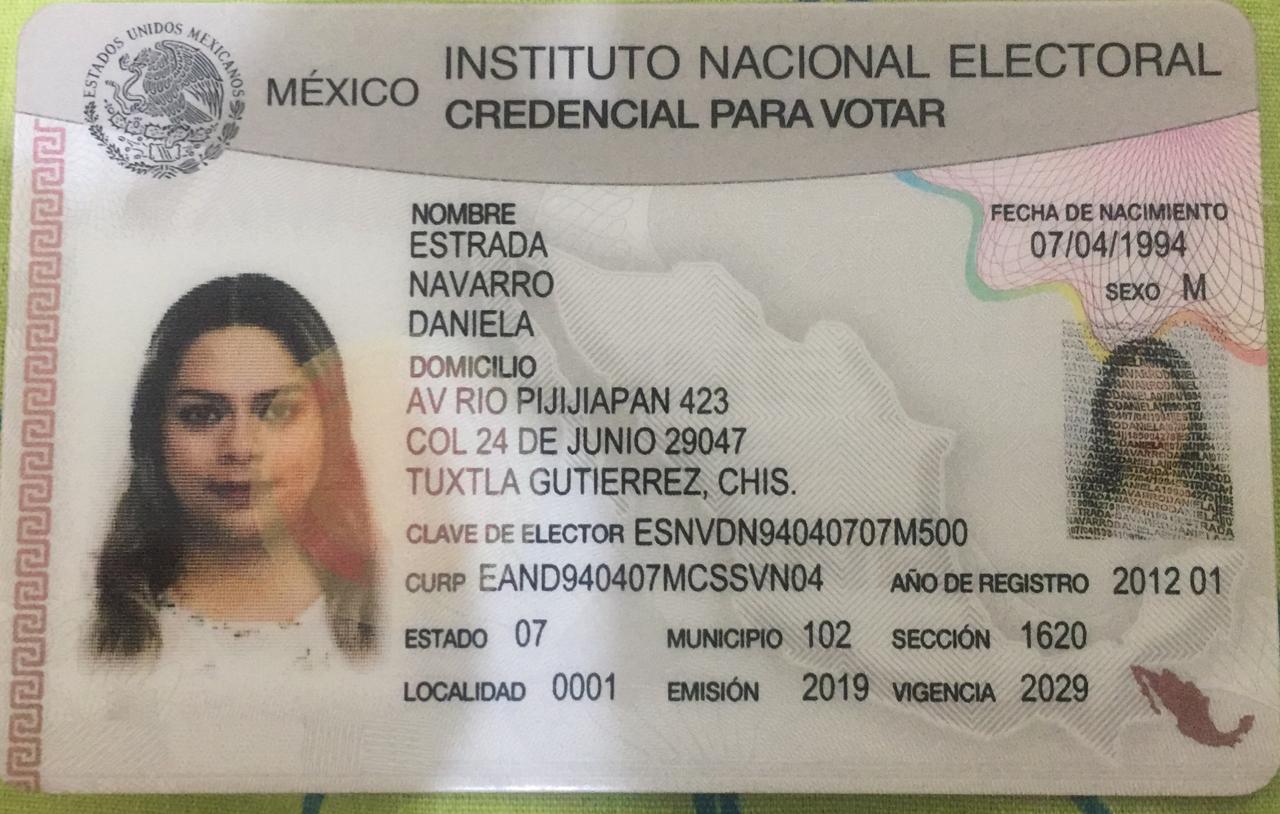 ESTADOS UNIDOS MEXICANOS
MÉXICO
INSTITUTO NACIONAL ELECTORAL
CREDENCIAL PARA VOTAR
NOMBRE
ESTRADA
NAVARRO
DANIELA
FECHA DE NACIMIENTO
07/04/1994
SEXO M
DOMICILIO
AV RIO PIJIJIAPAN 423
COL 24 DE JUNIO 29047
TUXTLA GUTIERREZ, CHIS.
CLAVE DE ELECTOR ESNVDN94040707M500
CURP EAND940407MCSSVN04 AÑO DE REGISTRO 2012 01
ESTADO 07 MUNICIPIO 102 SECCIÓN 1620
LOCALIDAD 0001 EMISIÓN 2019 VIGENCIA 2029